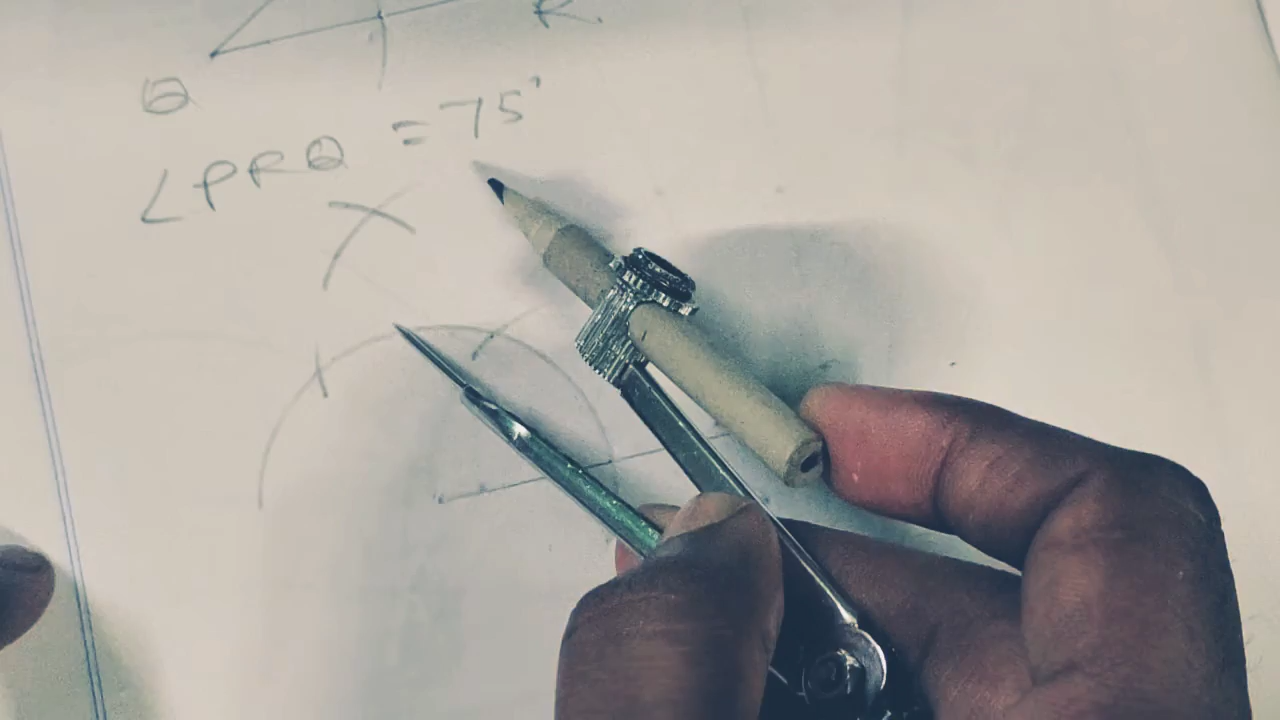 R.
Q
∠PRQ = 75°